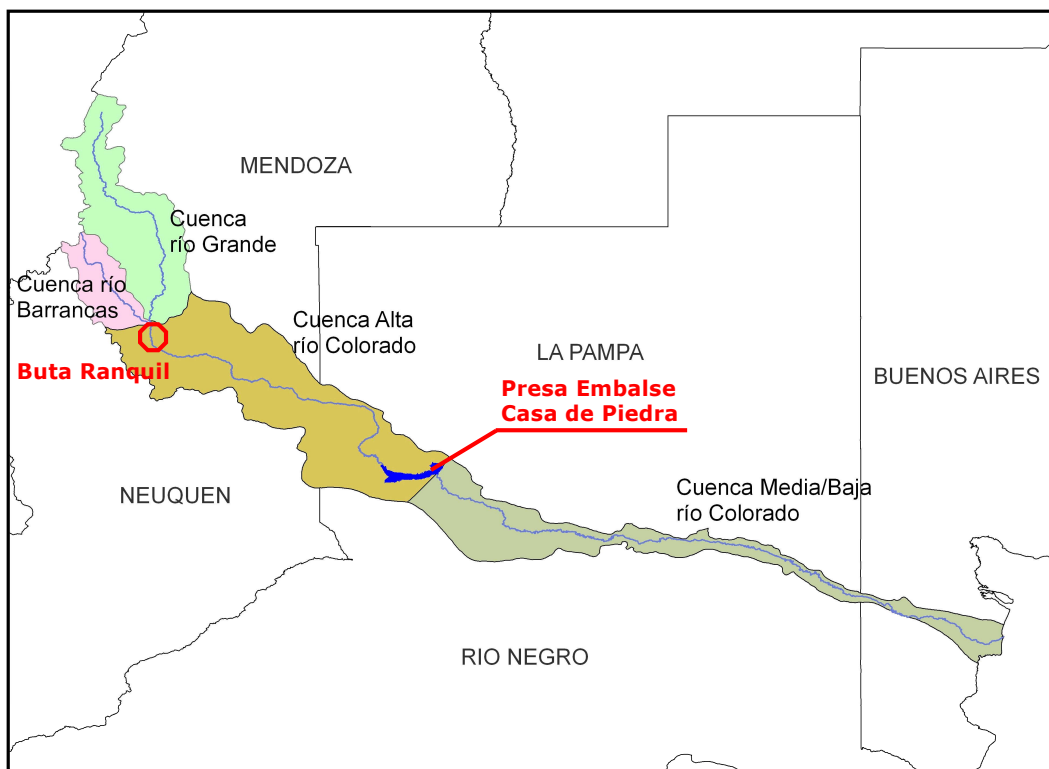 MENDOZA
Cuenca
río Grande
Cuenca río
Barrancas
Cuenca Alta
río Colorado
Buta Ranquil
LA PAMPA
BUENOS AIRES
Presa Embalse
Casa de Piedra
NEUQUEN
Cuenca Media/Baja
río Colorado
RIO NEGRO